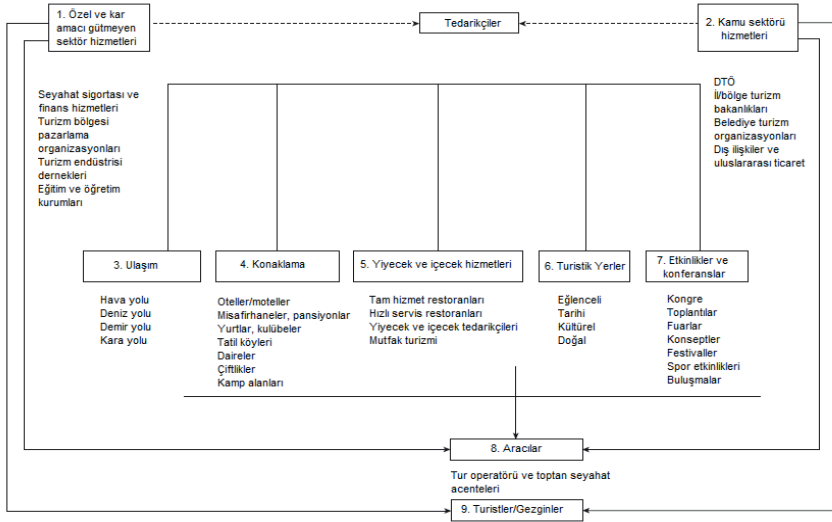 1. Özel ve kar
amacı gütmeyen
sektör hizmetleri
Tedarikçiler
2. Kamu sektörü
hizmetleri
Seyahat sigortası ve
finans hizmetleri
Turizm bölgesi
pazarlama
organizasyonları
Turizm endüstrisi
dernekleri
Eğitim ve öğretim
kurumları
DTÖ
İl/bölge turizm
bakanlıkları
Belediye turizm
organizasyonları
Dış ilişkiler ve
uluslararası ticaret
3. Ulaşım
Hava yolu
Deniz yolu
Demir yolu
Kara yolu
4. Konaklama
Oteller/moteller
Misafirhaneler, pansiyonlar
Yurtlar, kulübeler
Tatil köyleri
Daireler
Çiftlikler
Kamp alanları
5. Yiyecek ve içecek hizmetleri
Tam hizmet restoranları
Hızlı servis restoranları
Yiyecek ve içecek tedarikçileri
Mutfak turizmi
6. Turistik Yerler
Eğlenceli
Tarihi
Kültürel
Doğal
7. Etkinlikler ve
konferanslar
Kongre
Toplantılar
Fuarlar
Konseptler
Festivaller
Spor etkinlikleri
Buluşmalar
8. Aracılar
Tur operatörü ve toptan seyahat
acenteleri
9. Turistler/Gezginler